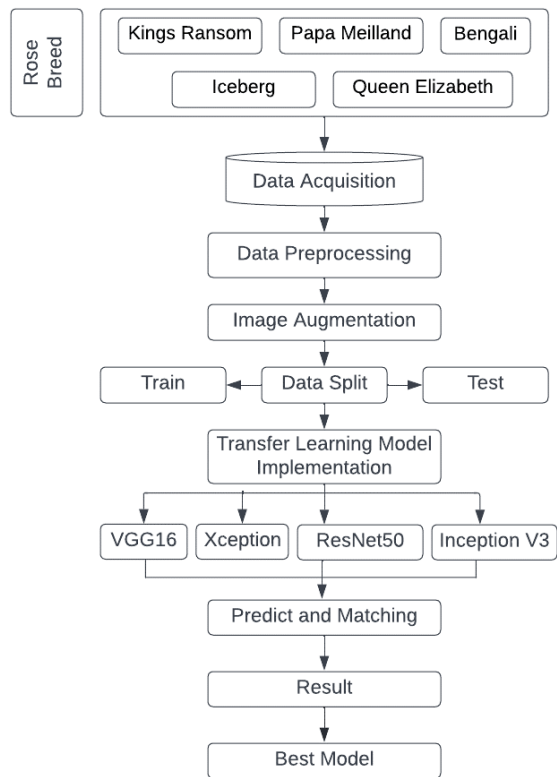 Rose
Breed
Kings Ransom
Papa Meilland
Bengali
Iceberg
Queen Elizabeth
Data Acquisition
Data Preprocessing
Image Augmentation
Train
Data Split
Test
Transfer Learning Model
Implementation
VGG16
Xception
ResNet50
Inception V3
Predict and Matching
Result
Best Model